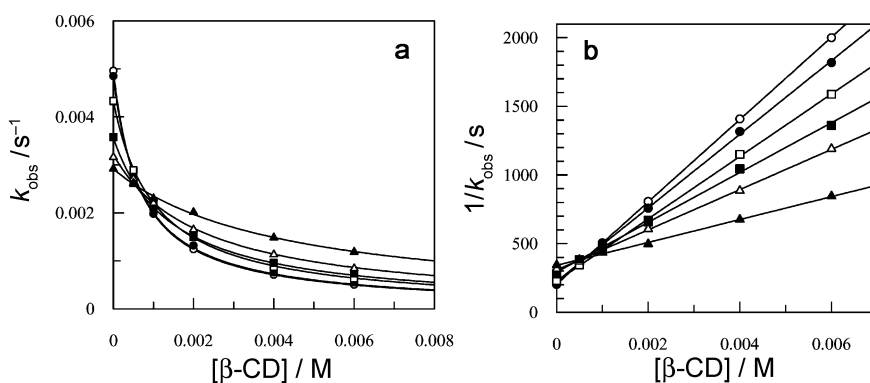 a
0.006
0.004
0.002
0
0 0.002 0.004 0.006 0.008
k_obs /s⁻¹
[β-CD] / M
b
2000
1500
1000
500
0
0 0.002 0.004 0.006
1/k_obs / s
[β-CD] / M